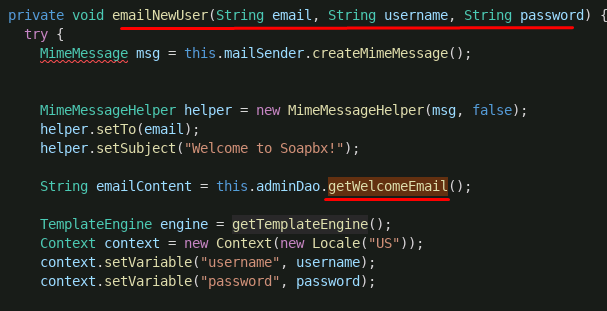 private void emailNewUser(String email, String username, String password) {
try {
MimeMessage msg = this.mailSender.createMimeMessage();
MimeMessageHelper helper = new MimeMessageHelper(msg, false);
helper.setTo(email);
helper.setSubject("Welcome to Soapbx!");
String emailContent = this.adminDao.getWelcomeEmail();
TemplateEngine engine = getTemplateEngine();
Context context = new Context(new Locale("US"));
context.setVariable("username", username);
context.setVariable("password", password);